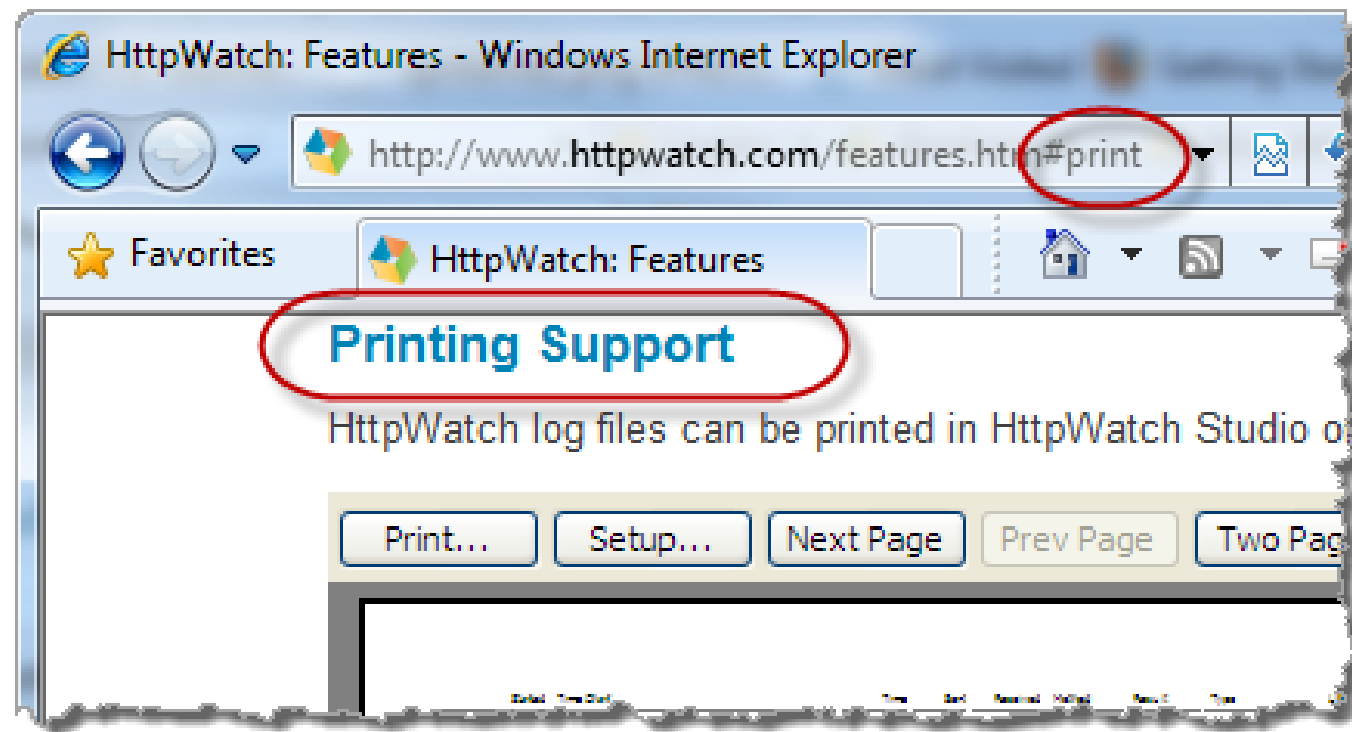 HttpWatch: Features - Windows Internet Explorer
http://www.httpwatch.com/features.htm#print
Favorites
HttpWatch: Features
Printing Support
HttpWatch log files can be printed in HttpWatch Studio
Print...
Setup...
Next Page
Prev Page
Two Pag